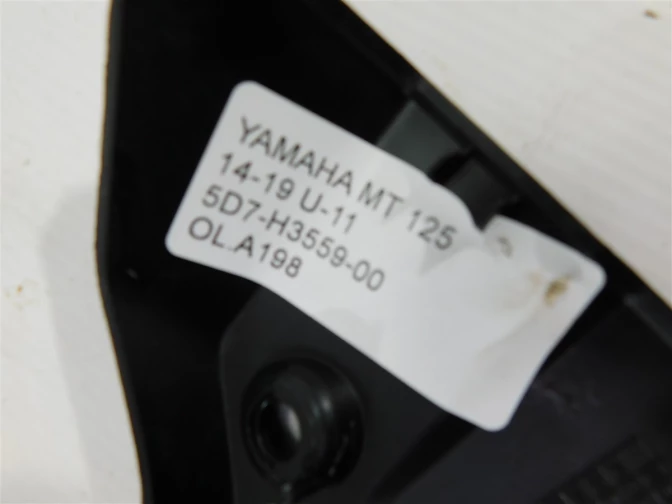 YAMAHA MT 125
14-19 U-11
5D7-H3559-00
OL.A198